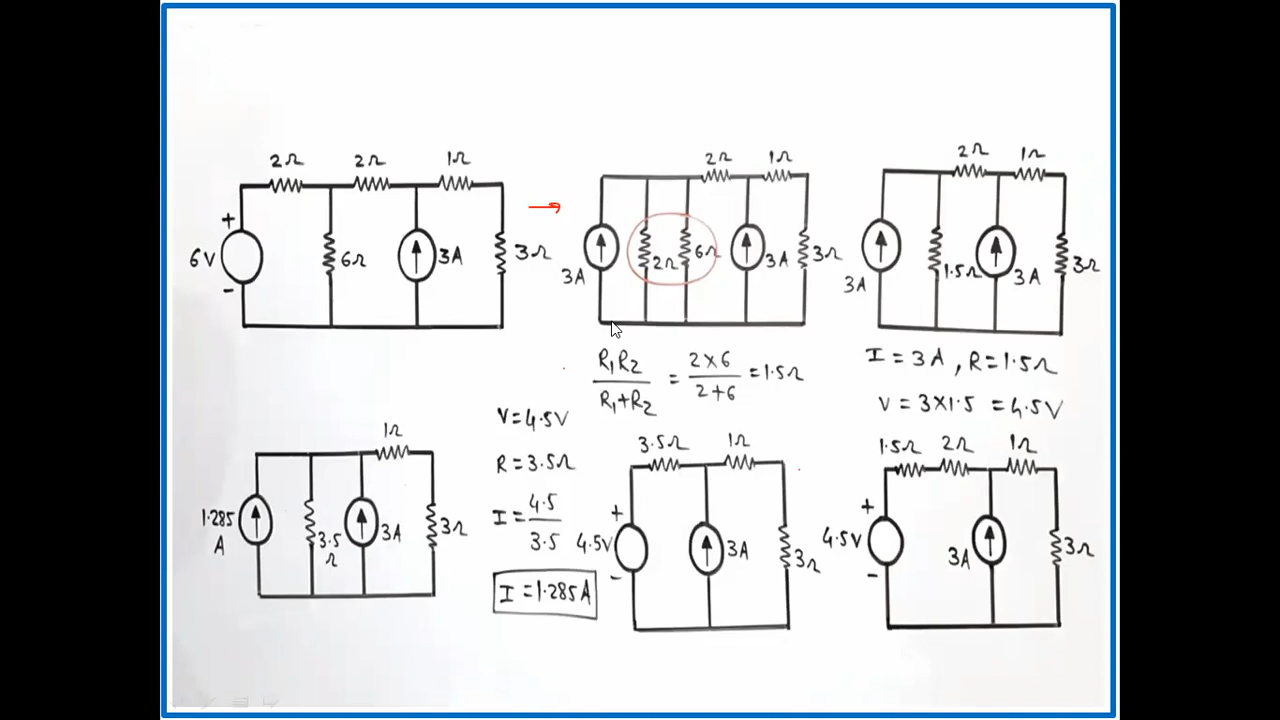 2Ω 2Ω 1Ω
+
6V
-
6Ω
3A
3Ω
2Ω 1Ω
3A
2Ω
6Ω
3A
3Ω
2Ω 1Ω
3A
1.5Ω
3A
3Ω
R₁R₂ / R₁+R₂ = 2×6 / 2+6 = 1.5Ω
I = 3A, R = 1.5Ω
V = 3×1.5 = 4.5V
1.5Ω 2Ω 1Ω
+
4.5V
-
3A
3Ω
3.5Ω 1Ω
+
4.5V
-
3A
3Ω
V = 4.5V
R = 3.5Ω
I = 4.5 / 3.5
I = 1.285A
1Ω
1.285
A
3.5
Ω
3A
3Ω